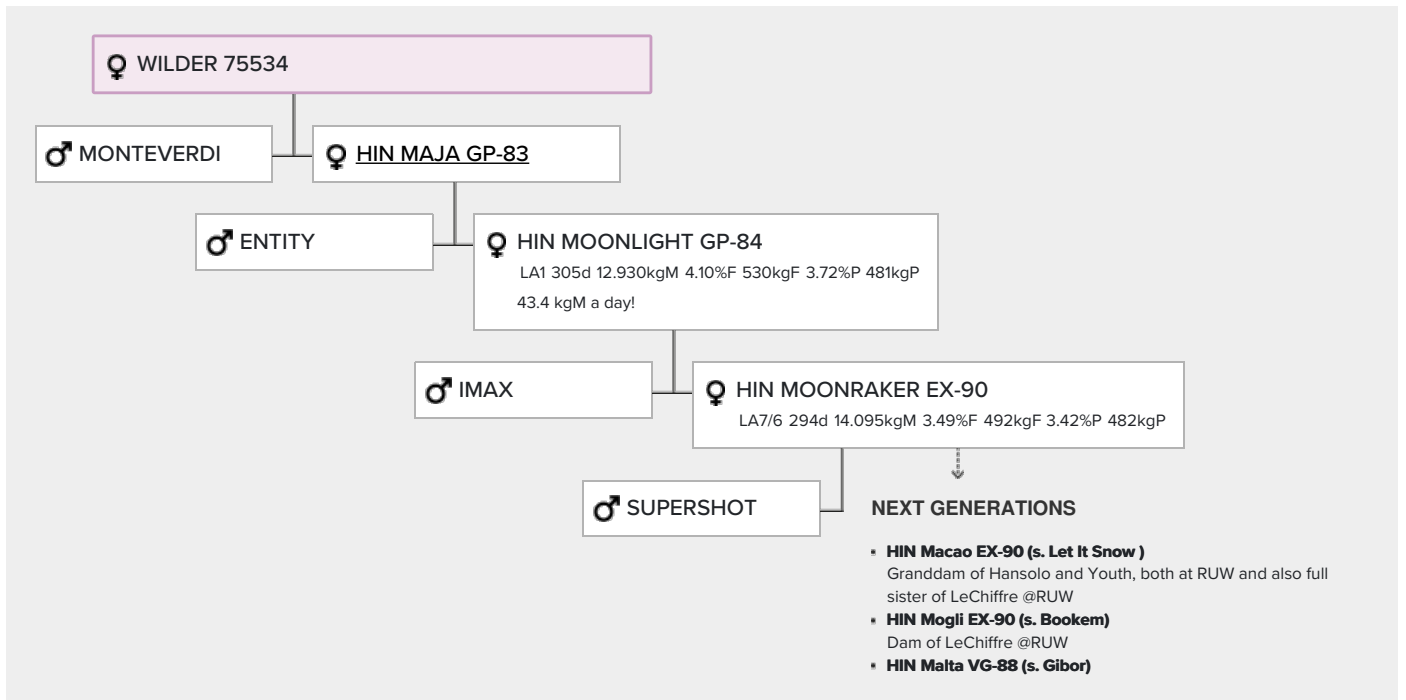 WILDER 75534
MONTEVERDI
HIN MAJA GP-83
ENTITY
HIN MOONLIGHT GP-84
LA1 305d 12.930kgM 4.10%F 530kgF 3.72%P 481kgP
43.4 kgM a day!
IMAX
HIN MOONRAKER EX-90
LA7/6 294d 14.095kgM 3.49%F 492kgF 3.42%P 482kgP
SUPERSHOT
NEXT GENERATIONS
HIN Macao EX-90 (s. Let It Snow )
Granddam of Hansolo and Youth, both at RUW and also full
sister of LeChiffre @RUW
HIN Mogli EX-90 (s. Bookem)
Dam of LeChiffre @RUW
HIN Malta VG-88 (s. Gibor)